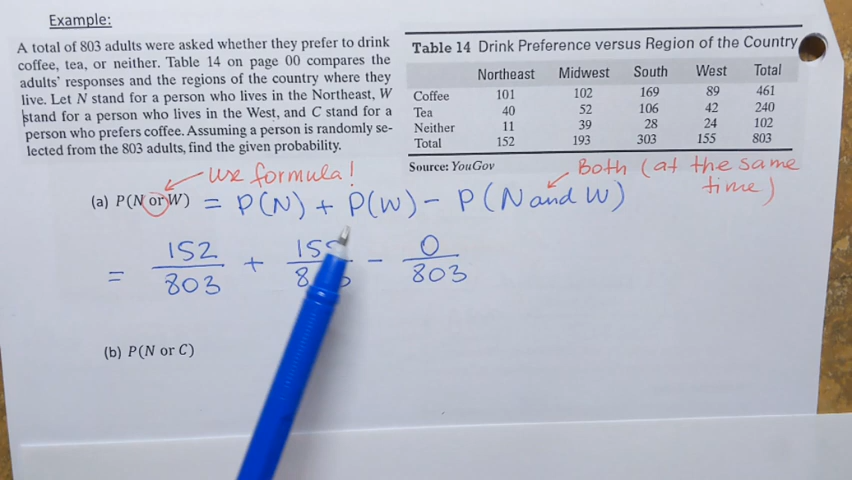 Example:
A total of 803 adults were asked whether they prefer to drink
coffee, tea, or neither. Table 14 on page 00 compares the
adults' responses and the regions of the country where they
live. Let N stand for a person who lives in the Northeast, W
stand for a person who lives in the West, and C stand for a
person who prefers coffee. Assuming a person is randomly se-
lected from the 803 adults, find the given probability.
Table 14 Drink Preference versus Region of the Country
Northeast Midwest South West Total
Coffee 101 102 169 89 461
Tea 40 52 106 42 240
Neither 11 39 28 24 102
Total 152 193 303 155 803
Source: YouGov
use formula!
Both (at the same
time)
(a) P(N or W) = P(N) + P(W) - P(N and W)
= 152/803 + 15 8 - 0/803
(b) P(N or C)